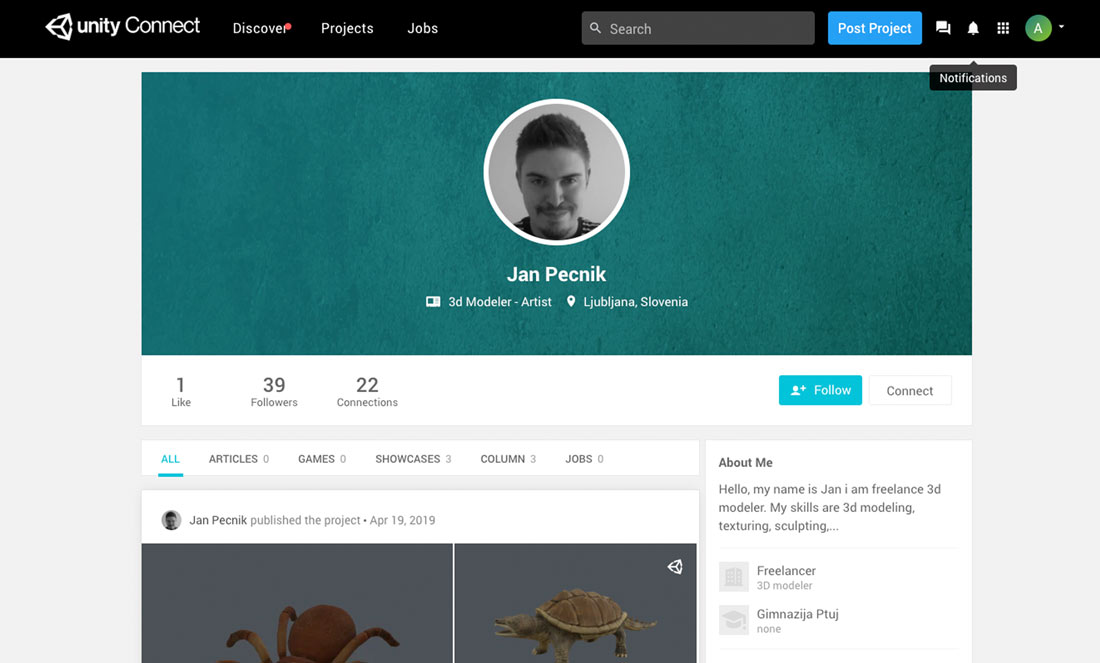 unity Connect Discover Projects Jobs Search Post Project A
Notifications
Jan Pecnik
3d Modeler - Artist Ljubljana, Slovenia
1 39 22
Like Followers Connections
Follow Connect
ALL ARTICLES 0 GAMES 0 SHOWCASES 3 COLUMN 3 JOBS 0
Jan Pecnik published the project • Apr 19, 2019
About Me
Hello, my name is Jan i am freelance 3d
modeler. My skills are 3d modeling,
texturing, sculpting,...
Freelancer
3D modeler
Gimnazija Ptuj
none